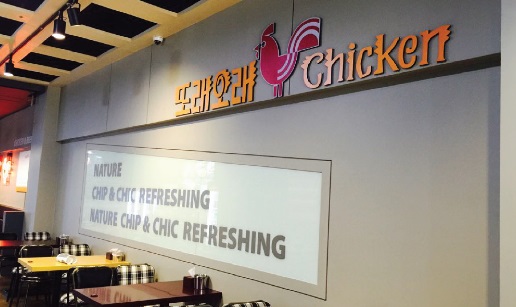 또래오래 Chicken
NATURE
CHIP & CHIC REFRESHING
NATURE CHIP & CHIC REFRESHING